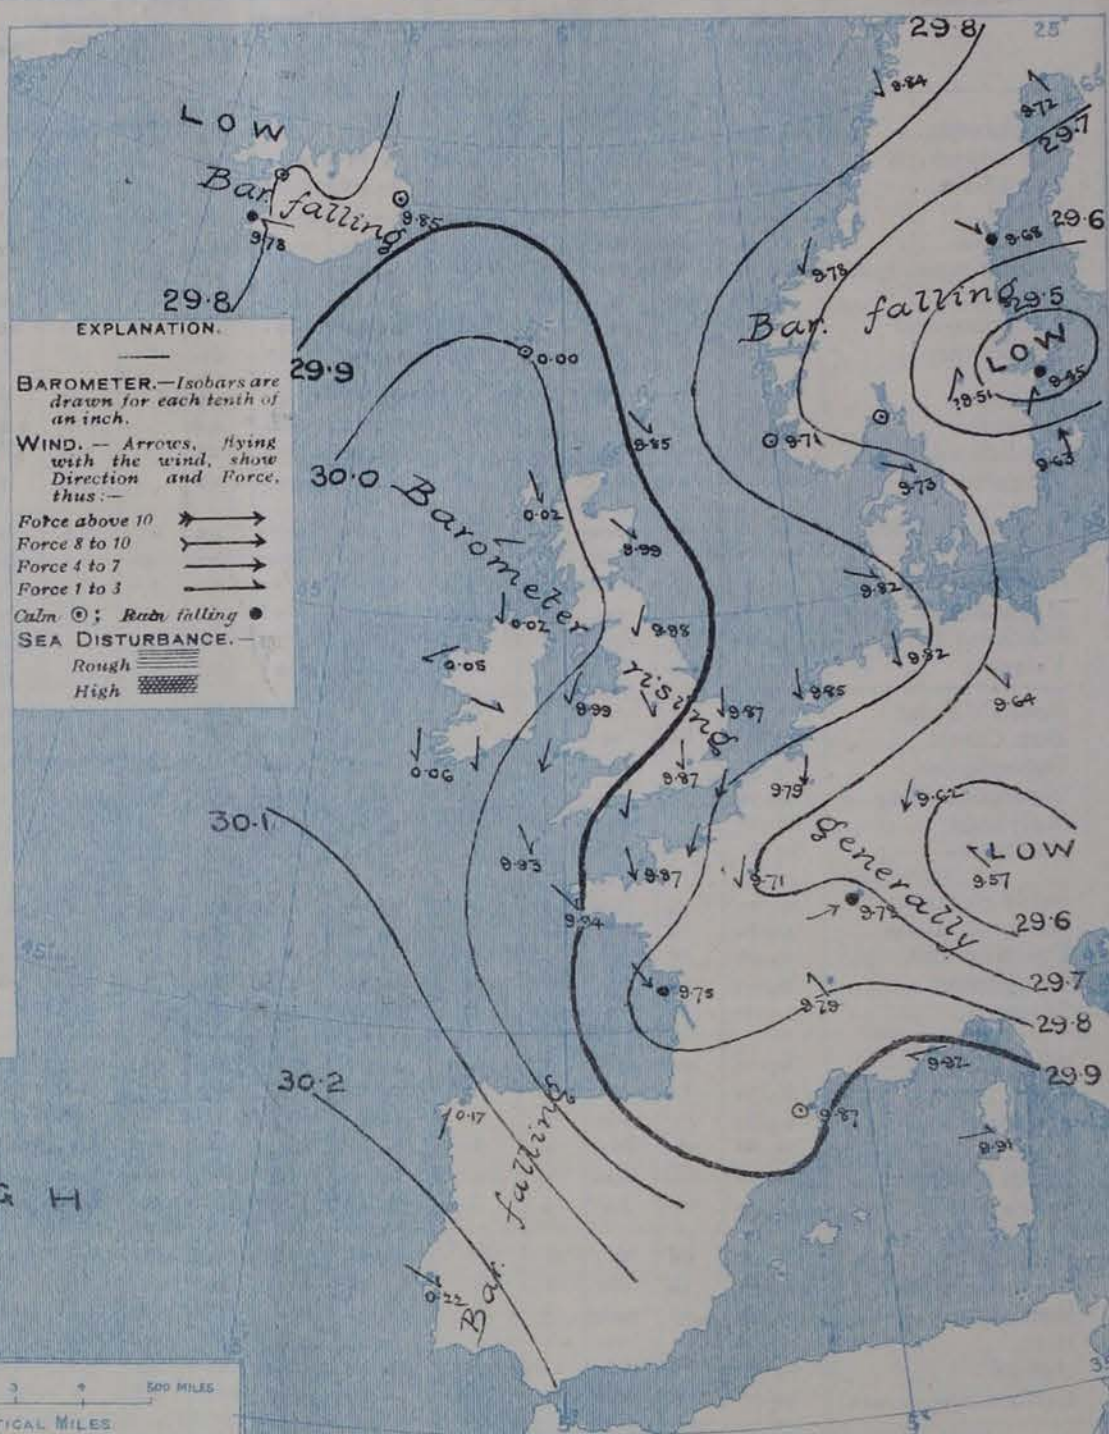 29.8
25°
9.84
9.72
65
29.7
LOW
Bar. falling
9.85
9.78
29.8
9.68
29.6
9.78
Bar. falling
29.5
LOW
9.45
9.51
9.63
EXPLANATION.
BAROMETER.—Isobars are
drawn for each tenth of
an inch.
WIND. — Arrows, flying
with the wind, show
Direction and Force,
thus:—
Force above 10
Force 8 to 10
Force 4 to 7
Force 1 to 3
Calm ⊙; Rain falling ●
SEA DISTURBANCE.—
Rough
High
29.9
0.00
30.0
9.85
9.71
9.73
Barometer
rising
generally
0.02
9.99
9.82
0.02
9.98
9.82
0.05
9.99
9.87
9.85
9.64
0.06
9.87
9.79
9.62
30.1
9.93
9.87
9.71
LOW
9.57
9.94
29.6
45°
9.75
9.79
29.7
29.8
30.2
9.82
29.9
0.17
9.87
9.91
Bar. falling
0.22
500 MILES
TICAL MILES
5°
5°